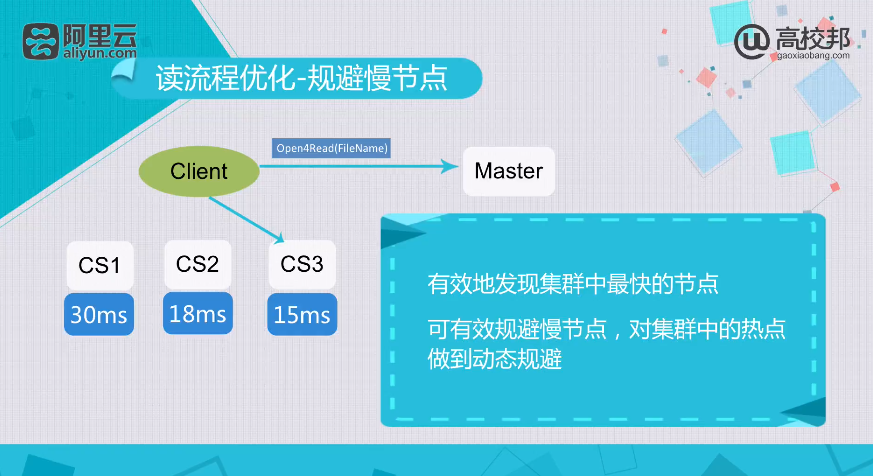 阿里云
aliyun.com
高校邦
gaoxiaobang.com
读流程优化-规避慢节点
Open4Read(FileName)
Client
Master
CS1
CS2
CS3
30ms
18ms
15ms
有效地发现集群中最快的节点
可有效规避慢节点，对集群中的热点
做到动态规避